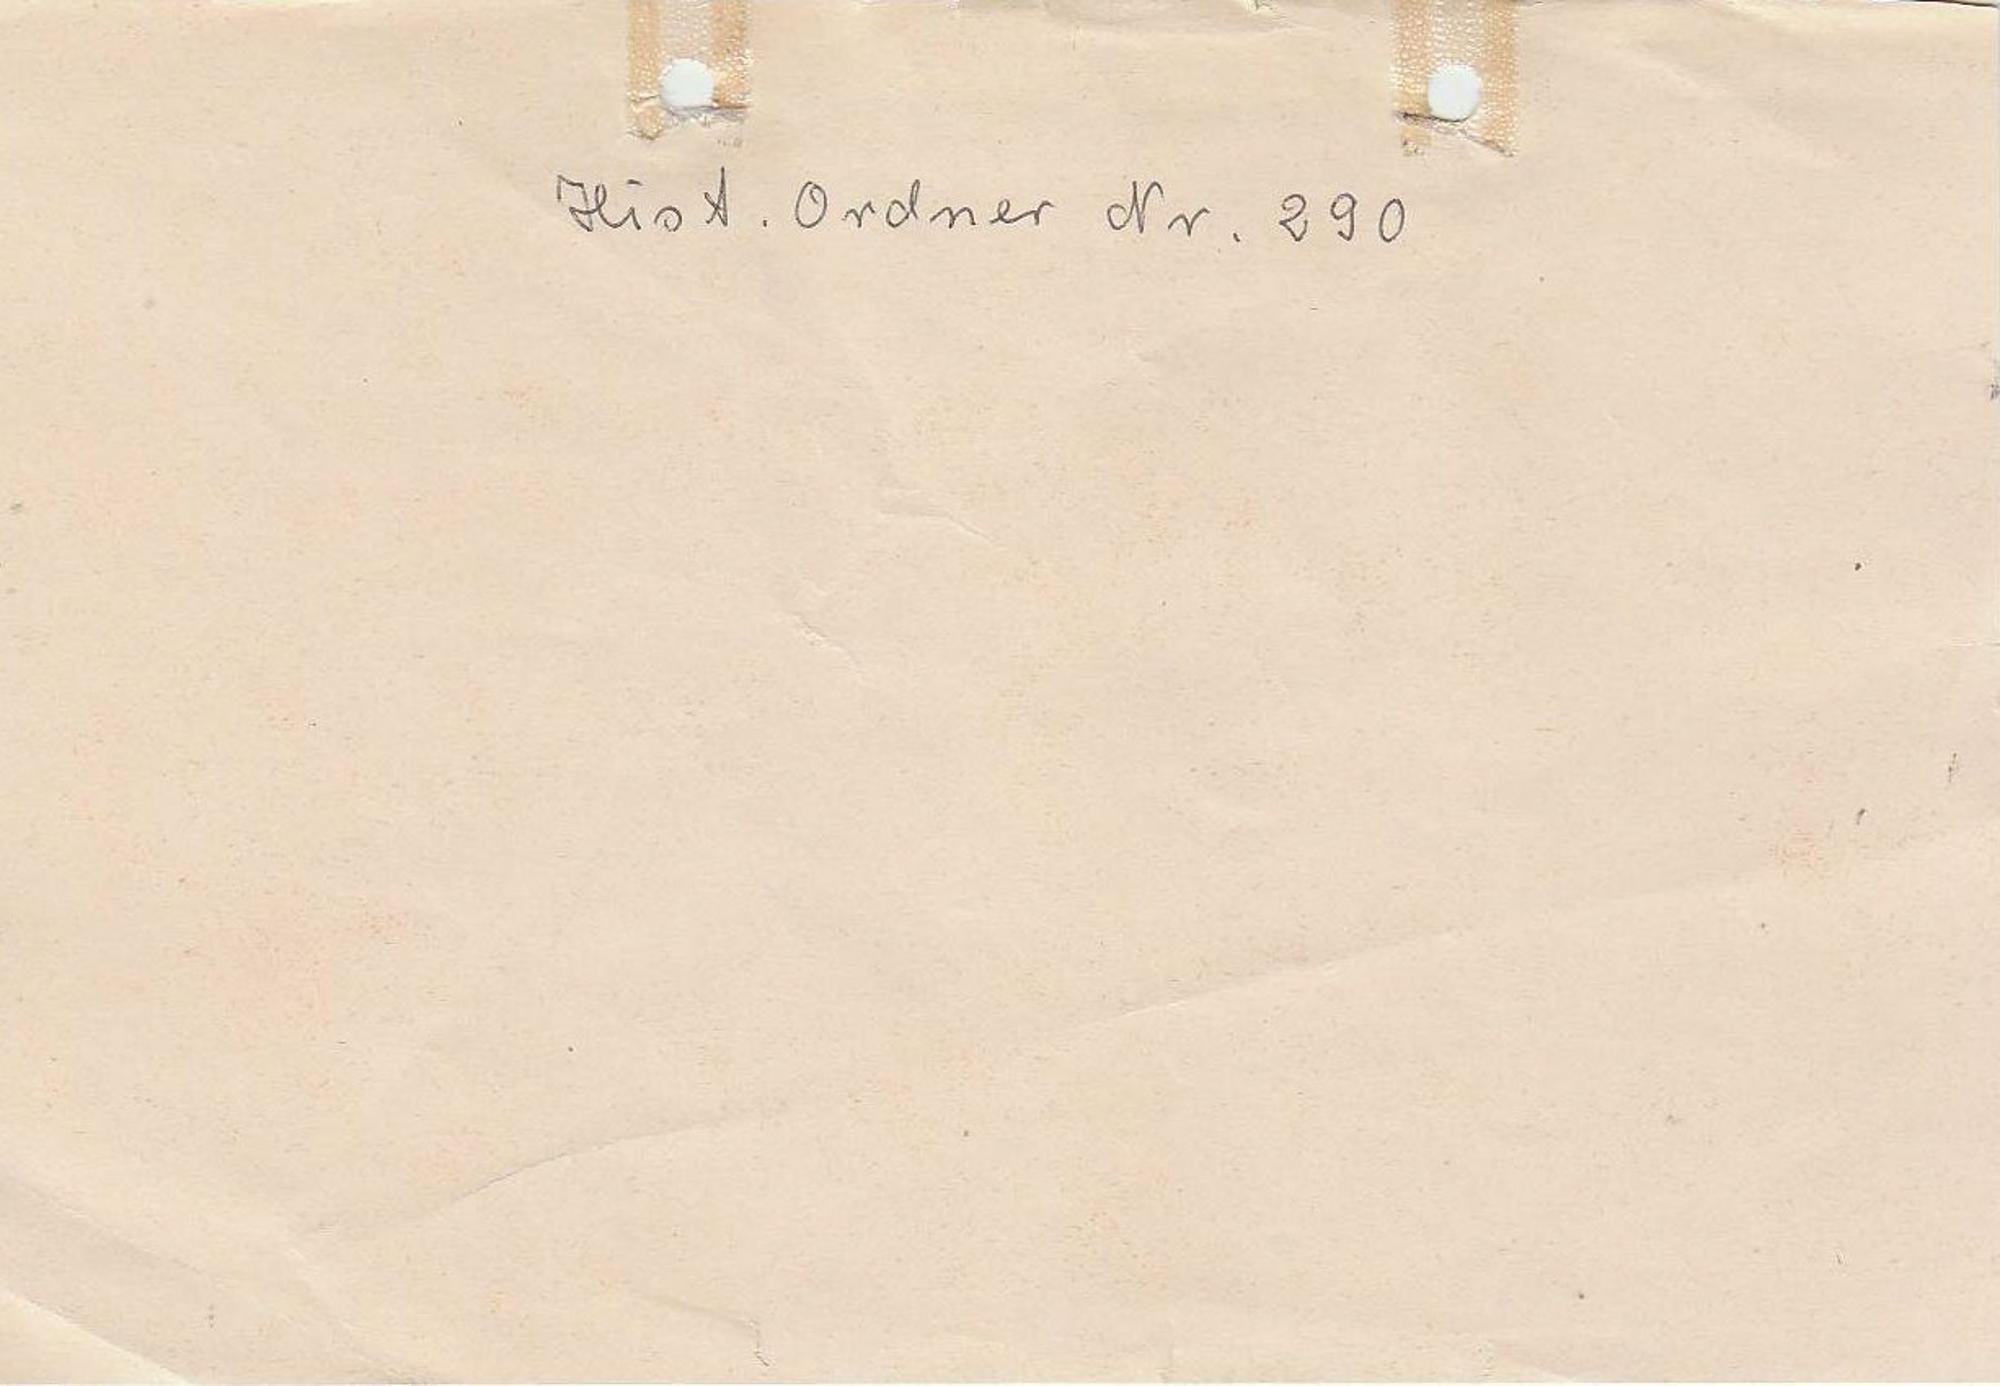 Hist. Ordner Nr. 290